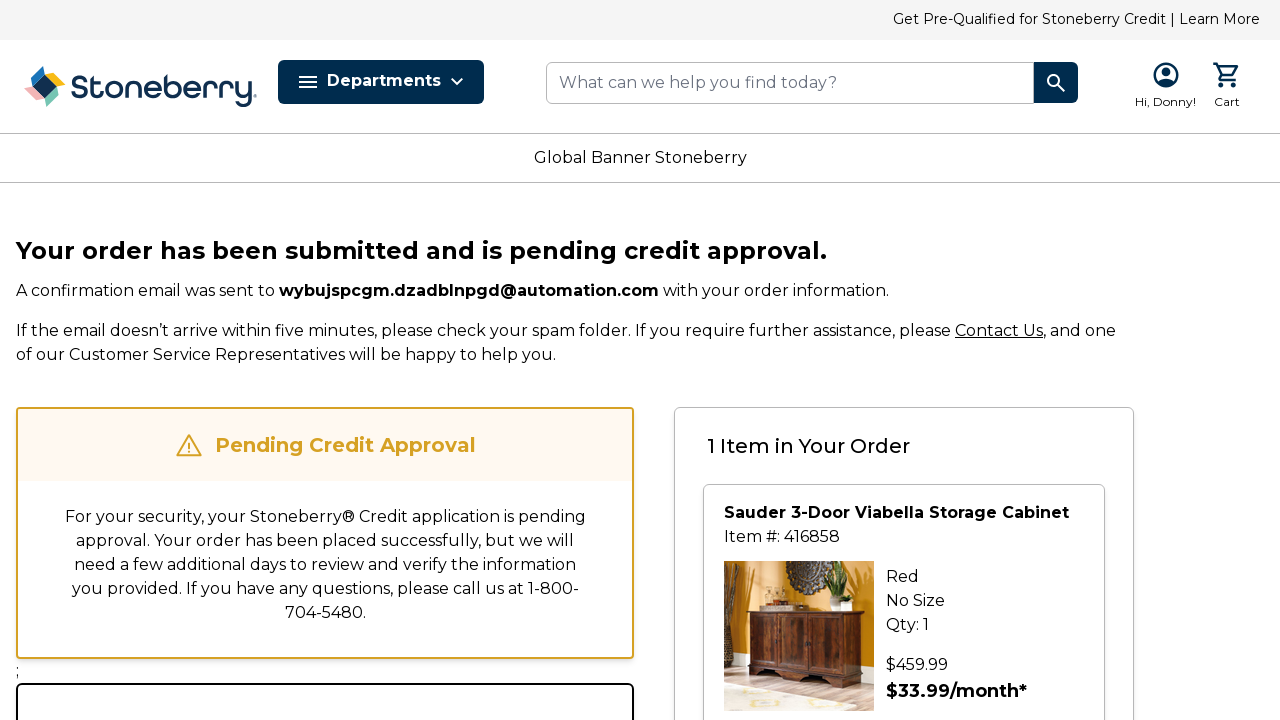 Get Pre-Qualified for Stoneberry Credit | Learn More
Stoneberry®
Departments
What can we help you find today?
Hi, Donny!
Cart
Global Banner Stoneberry
Your order has been submitted and is pending credit approval.
A confirmation email was sent to wybujspcgm.dzadblnpgd@automation.com with your order information.
If the email doesn’t arrive within five minutes, please check your spam folder. If you require further assistance, please Contact Us, and one
of our Customer Service Representatives will be happy to help you.
Pending Credit Approval
For your security, your Stoneberry® Credit application is pending
approval. Your order has been placed successfully, but we will
need a few additional days to review and verify the information
you provided. If you have any questions, please call us at 1-800-
704-5480.
;
1 Item in Your Order
Sauder 3-Door Viabella Storage Cabinet
Item #: 416858
Red
No Size
Qty: 1
$459.99
$33.99/month*